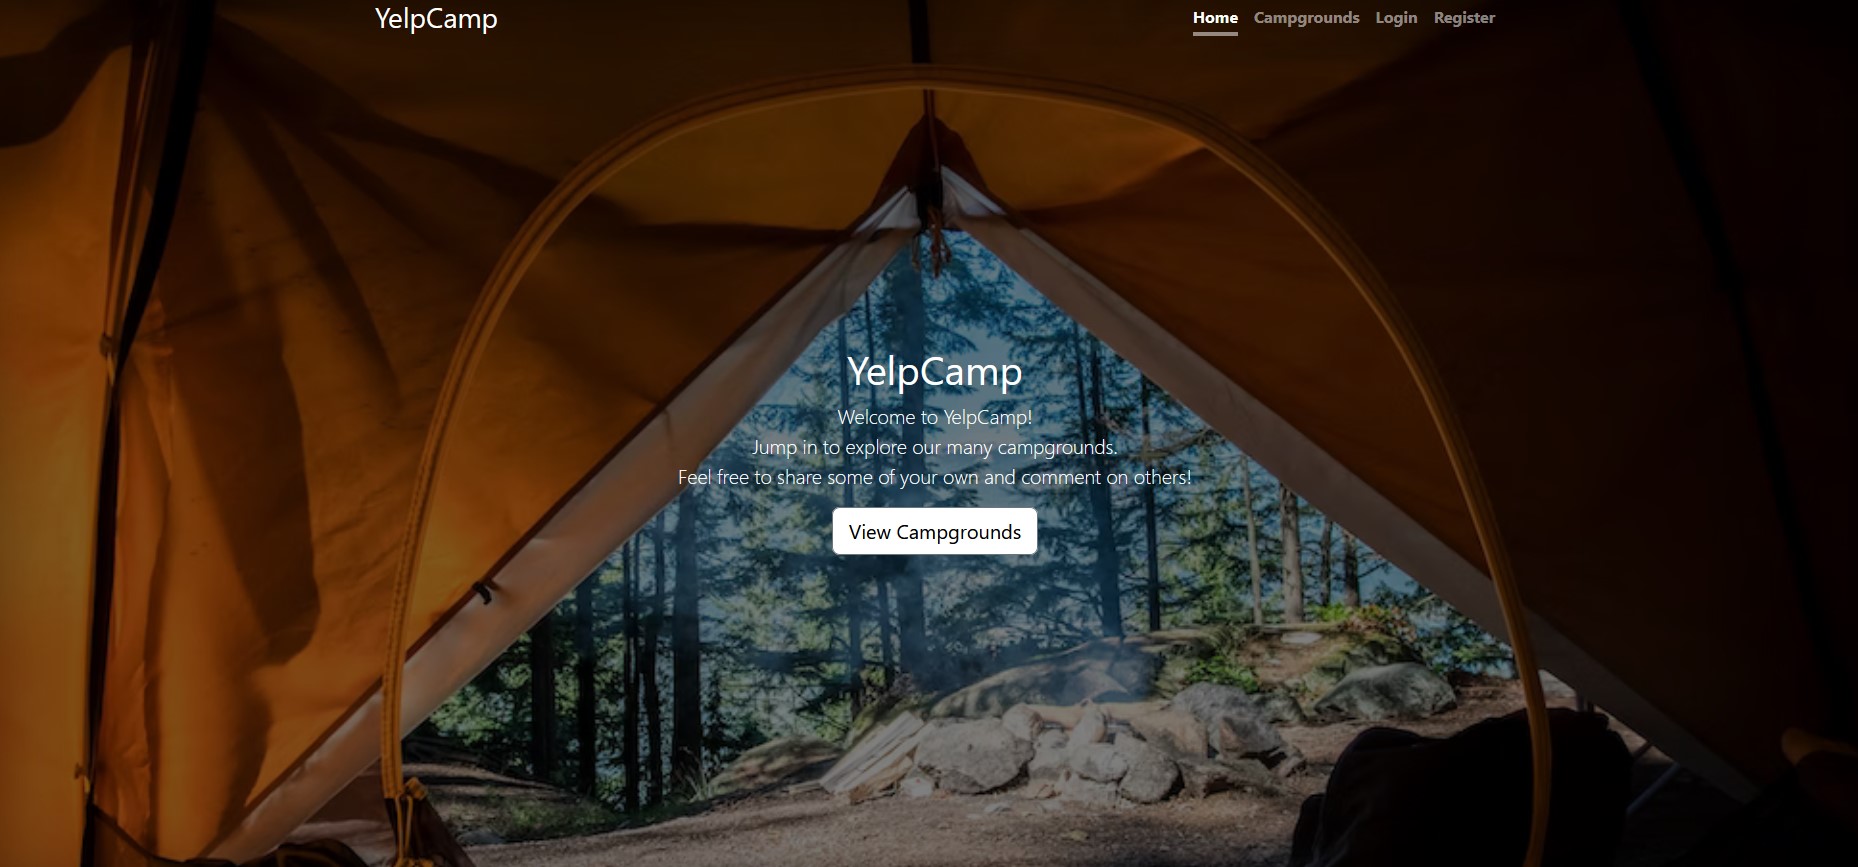 YelpCamp
Home Campgrounds Login Register
YelpCamp
Welcome to YelpCamp!
Jump in to explore our many campgrounds.
Feel free to share some of your own and comment on others!
View Campgrounds